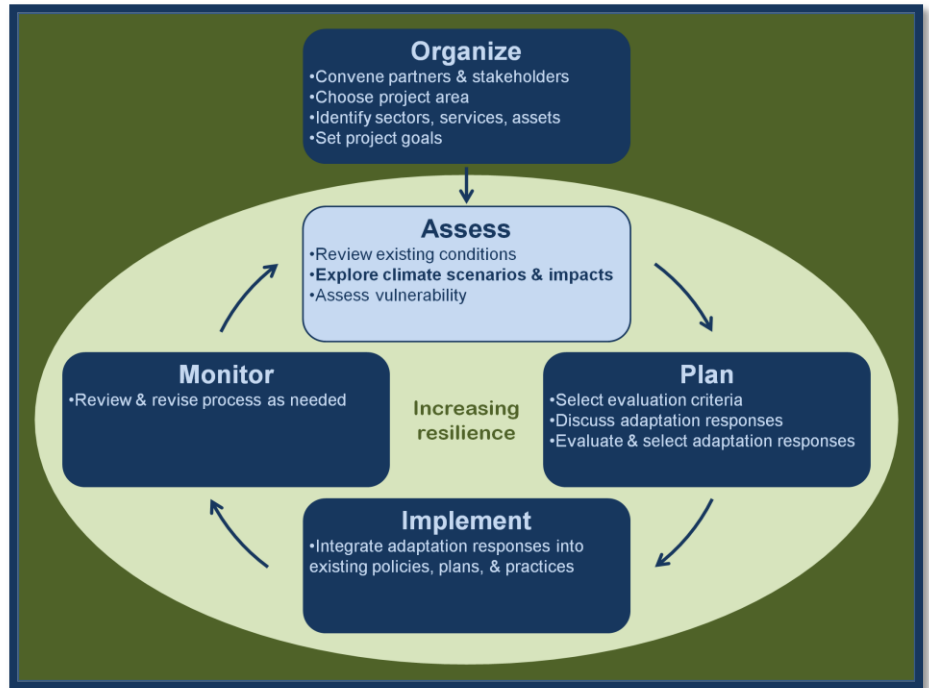 Organize
•Convene partners & stakeholders
•Choose project area
•Identify sectors, services, assets
•Set project goals
Assess
•Review existing conditions
•Explore climate scenarios & impacts
•Assess vulnerability
Monitor
•Review & revise process as needed
Increasing
resilience
Plan
•Select evaluation criteria
•Discuss adaptation responses
•Evaluate & select adaptation responses
Implement
•Integrate adaptation responses into
existing policies, plans, & practices